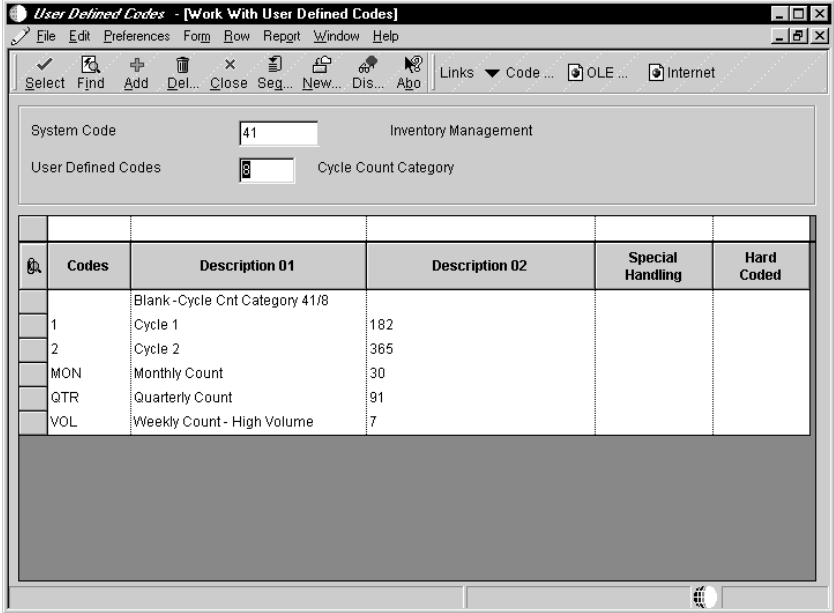 User Defined Codes - [Work With User Defined Codes]
File Edit Preferences Form Row Report Window Help
Select Find Add Del... Close Seq... New... Dis... Abo Links Code ... OLE ... Internet
System Code 41 Inventory Management
User Defined Codes 8 Cycle Count Category
Codes Description 01 Description 02 Special Handling Hard Coded
Blank - Cycle Cnt Category 41/8
1 Cycle 1 182
2 Cycle 2 365
MON Monthly Count 30
QTR Quarterly Count 91
VOL Weekly Count - High Volume 7